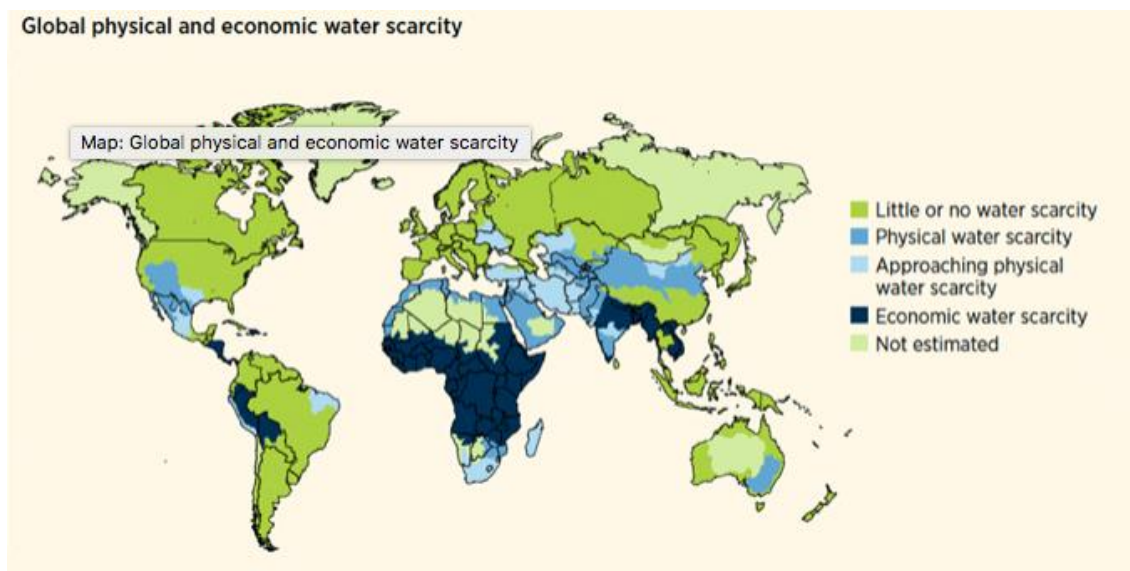 Global physical and economic water scarcity
Map: Global physical and economic water scarcity
Little or no water scarcity
Physical water scarcity
Approaching physical
water scarcity
Economic water scarcity
Not estimated